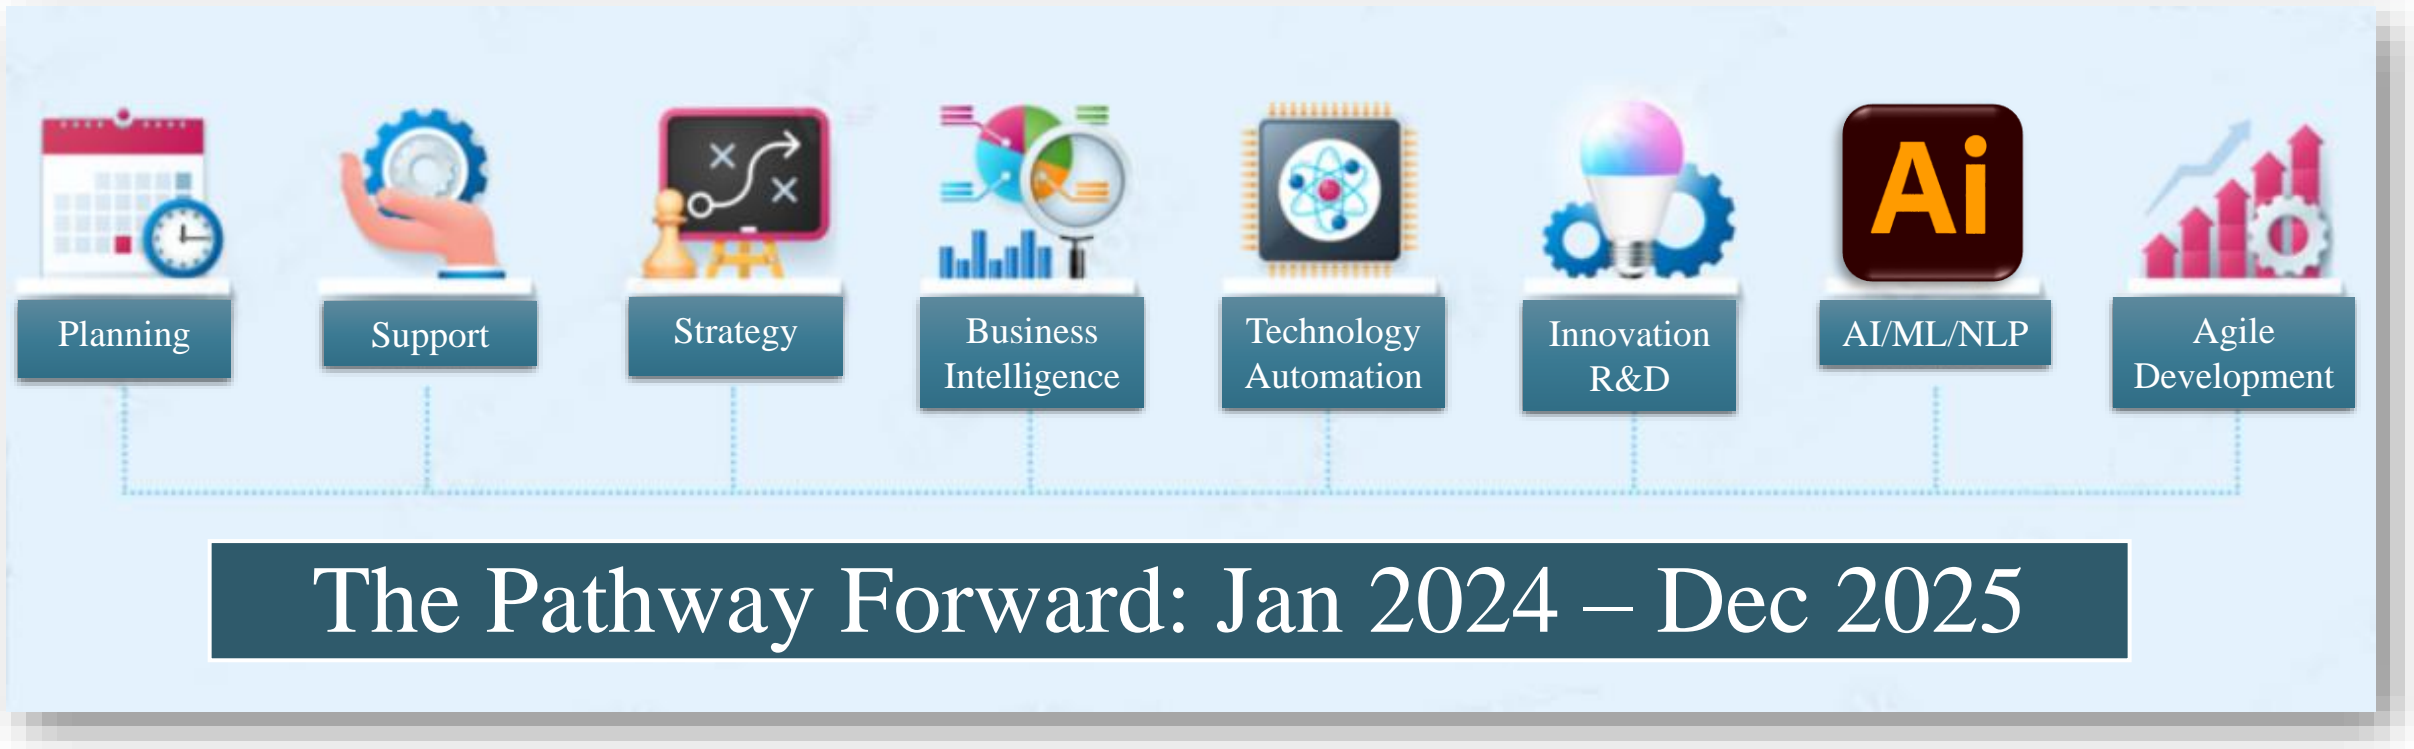 Ai
Planning
Support
Strategy
Business
Intelligence
Technology
Automation
Innovation
R&D
AI/ML/NLP
Agile
Development
The Pathway Forward: Jan 2024 – Dec 2025